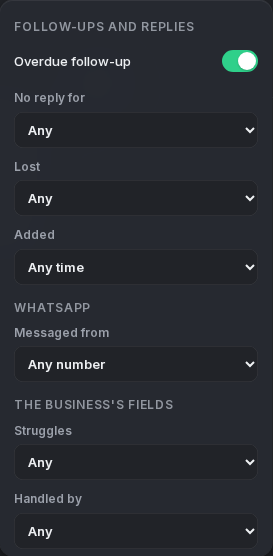 FOLLOW-UPS AND REPLIES
Overdue follow-up
No reply for
Any
Lost
Any
Added
Any time
WHATSAPP
Messaged from
Any number
THE BUSINESS'S FIELDS
Struggles
Any
Handled by
Any